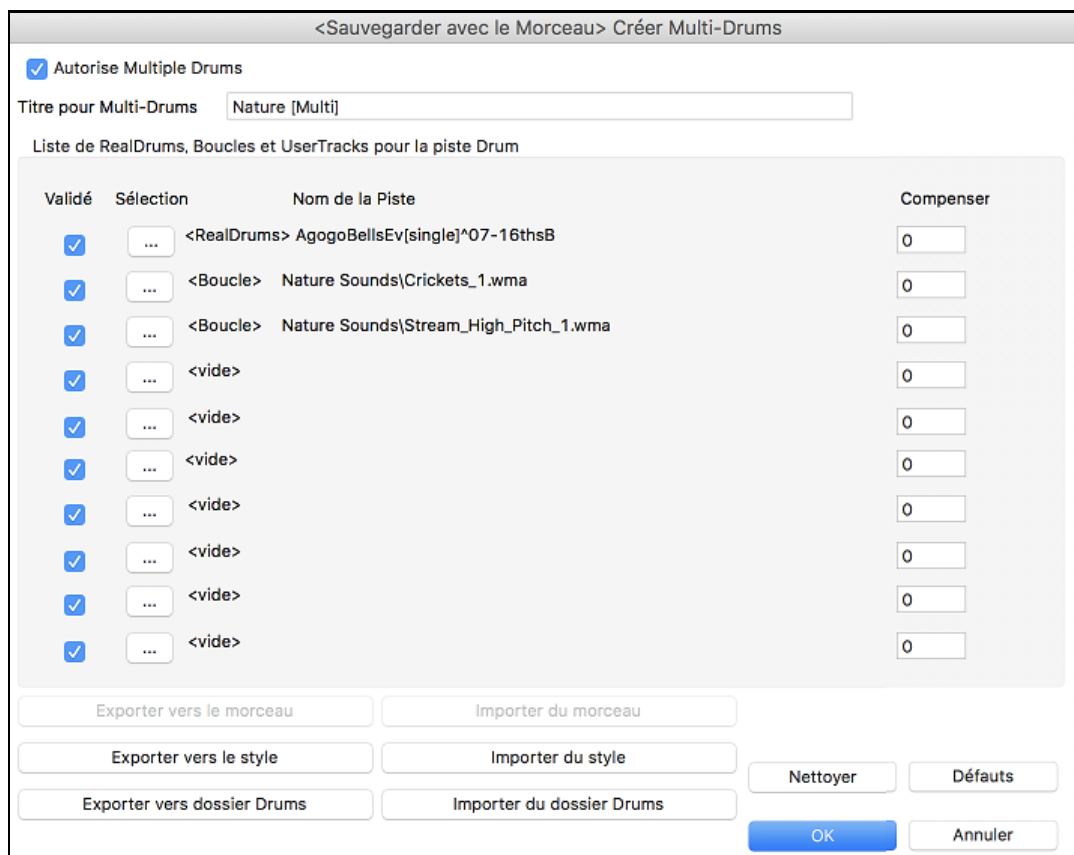 <Sauvegarder avec le Morceau> Créer Multi-Drums
Autorise Multiple Drums
Titre pour Multi-Drums Nature [Multi]
Liste de RealDrums, Boucles et UserTracks pour la piste Drum
Validé Sélection Nom de la Piste Compenser
... <RealDrums> AgogoBellsEv[single]^07-16thsB 0
... <Boucle> Nature Sounds\Crickets_1.wma 0
... <Boucle> Nature Sounds\Stream_High_Pitch_1.wma 0
... <vide> 0
... <vide> 0
... <vide> 0
... <vide> 0
... <vide> 0
... <vide> 0
... <vide> 0
Exporter vers le morceau Importer du morceau
Exporter vers le style Importer du style
Nettoyer Défauts
Exporter vers dossier Drums Importer du dossier Drums
OK Annuler